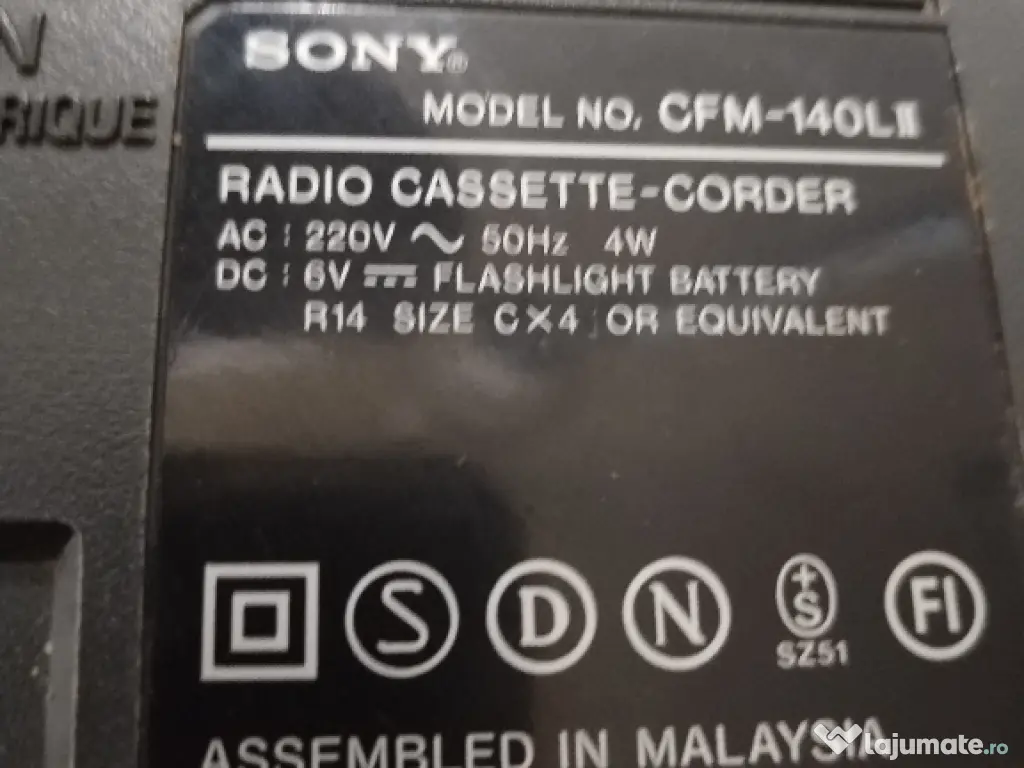 N
RIQUE
SONY®
MODEL NO. CFM-140LII
RADIO CASSETTE-CORDER
AC : 220V ~ 50Hz 4W
DC : 6V ⎓ FLASHLIGHT BATTERY
R14 SIZE C×4 OR EQUIVALENT
S D N +S FI
SZ51
ASSEMBLED IN MALAYSIA
lajumate.ro